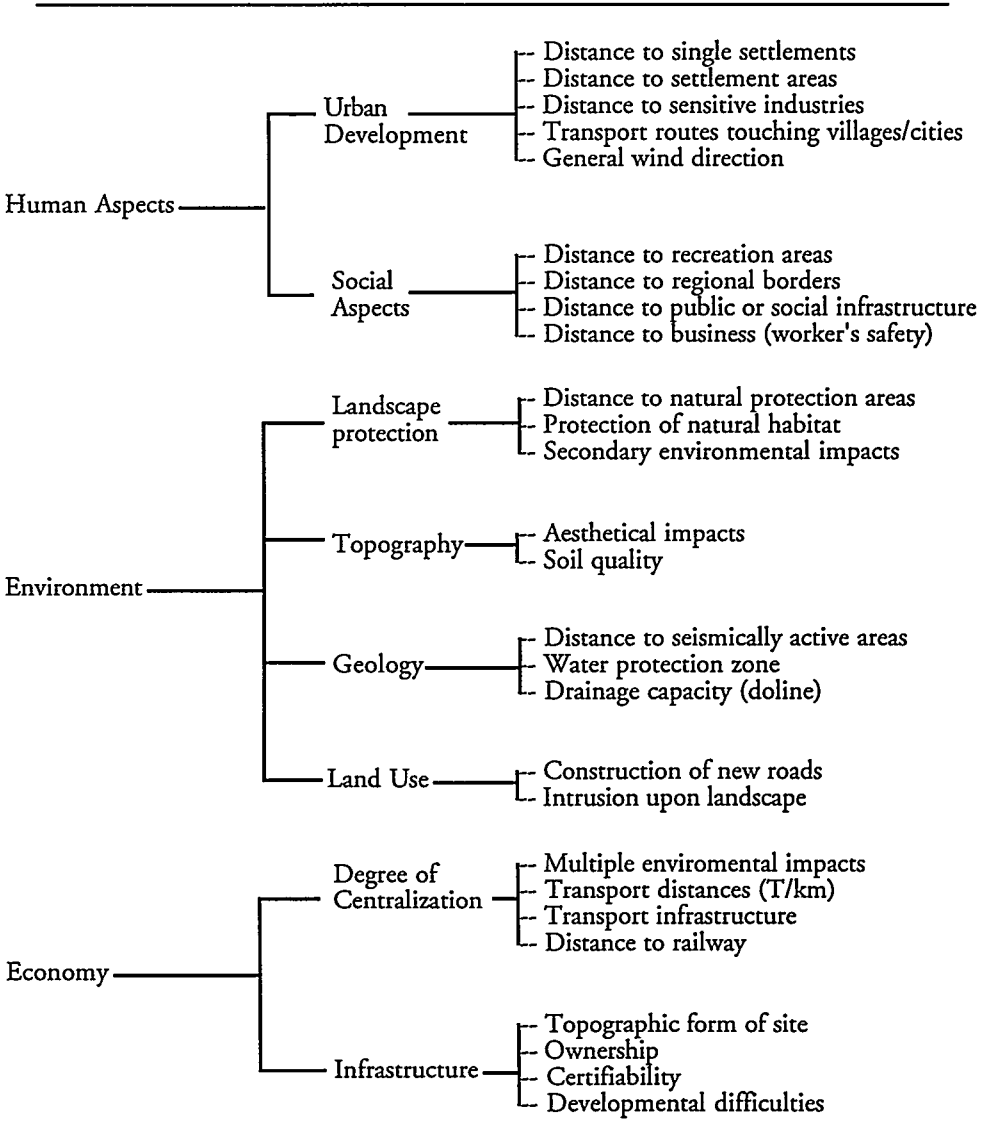 Human Aspects
Urban
Development
Distance to single settlements
Distance to settlement areas
Distance to sensitive industries
Transport routes touching villages/cities
General wind direction
Social
Aspects
Distance to recreation areas
Distance to regional borders
Distance to public or social infrastructure
Distance to business (worker's safety)
Environment
Landscape
protection
Distance to natural protection areas
Protection of natural habitat
Secondary environmental impacts
Topography
Aesthetical impacts
Soil quality
Geology
Distance to seismically active areas
Water protection zone
Drainage capacity (doline)
Land Use
Construction of new roads
Intrusion upon landscape
Economy
Degree of
Centralization
Multiple enviromental impacts
Transport distances (T/km)
Transport infrastructure
Distance to railway
Infrastructure
Topographic form of site
Ownership
Certifiability
Developmental difficulties